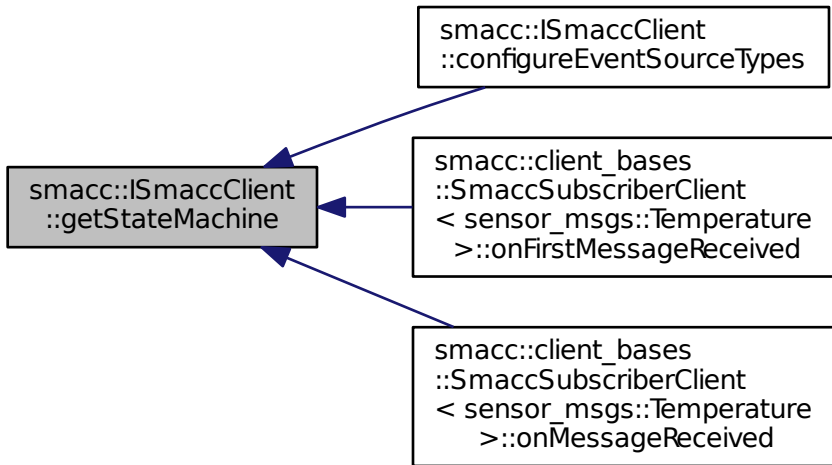 smacc::ISmaccClient
::configureEventSourceTypes
smacc::ISmaccClient
::getStateMachine
smacc::client_bases
::SmaccSubscriberClient
< sensor_msgs::Temperature
>::onFirstMessageReceived
smacc::client_bases
::SmaccSubscriberClient
< sensor_msgs::Temperature
>::onMessageReceived